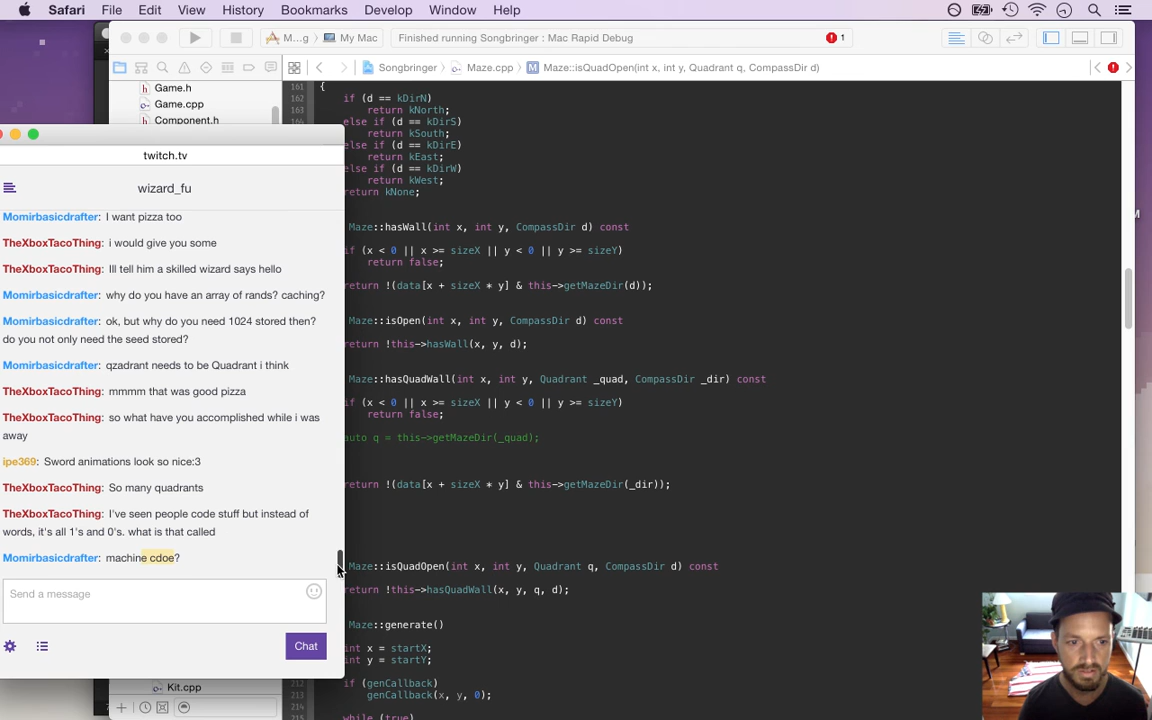 Safari File Edit View History Bookmarks Develop Window Help
M...g My Mac Finished running Songbringer : Mac Rapid Debug 1
Songbringer Maze.cpp M Maze::isQuadOpen(int x, int y, Quadrant q, CompassDir d)
h Game.h
c Game.cpp
h Component.h
twitch.tv
wizard_fu
Momirbasicdrafter: I want pizza too
TheXboxTacoThing: i would give you some
TheXboxTacoThing: Ill tell him a skilled wizard says hello
Momirbasicdrafter: why do you have an array of rands? caching?
Momirbasicdrafter: ok, but why do you need 1024 stored then?
do you not only need the seed stored?
Momirbasicdrafter: qzadrant needs to be Quadrant i think
TheXboxTacoThing: mmmm that was good pizza
TheXboxTacoThing: so what have you accomplished while i was
away
ipe369: Sword animations look so nice:3
TheXboxTacoThing: So many quadrants
TheXboxTacoThing: I've seen people code stuff but instead of
words, it's all 1's and 0's. what is that called
Momirbasicdrafter: machine cdoe?
Send a message
Chat
c Kit.cpp
161 {
162 if (d == kDirN)
163 return kNorth;
else if (d == kDirS)
return kSouth;
else if (d == kDirE)
return kEast;
else if (d == kDirW)
return kWest;
return kNone;
Maze::hasWall(int x, int y, CompassDir d) const
if (x < 0 || x >= sizeX || y < 0 || y >= sizeY)
return false;
return !(data[x + sizeX * y] & this->getMazeDir(d));
Maze::isOpen(int x, int y, CompassDir d) const
return !this->hasWall(x, y, d);
Maze::hasQuadWall(int x, int y, Quadrant _quad, CompassDir _dir) const
if (x < 0 || x >= sizeX || y < 0 || y >= sizeY)
return false;
auto q = this->getMazeDir(_quad);
return !(data[x + sizeX * y] & this->getMazeDir(_dir));
Maze::isQuadOpen(int x, int y, Quadrant q, CompassDir d) const
return !this->hasQuadWall(x, y, q, d);
Maze::generate()
int x = startX;
int y = startY;
212 if (genCallback)
213 genCallback(x, y, 0);
214
215 while (true)
M